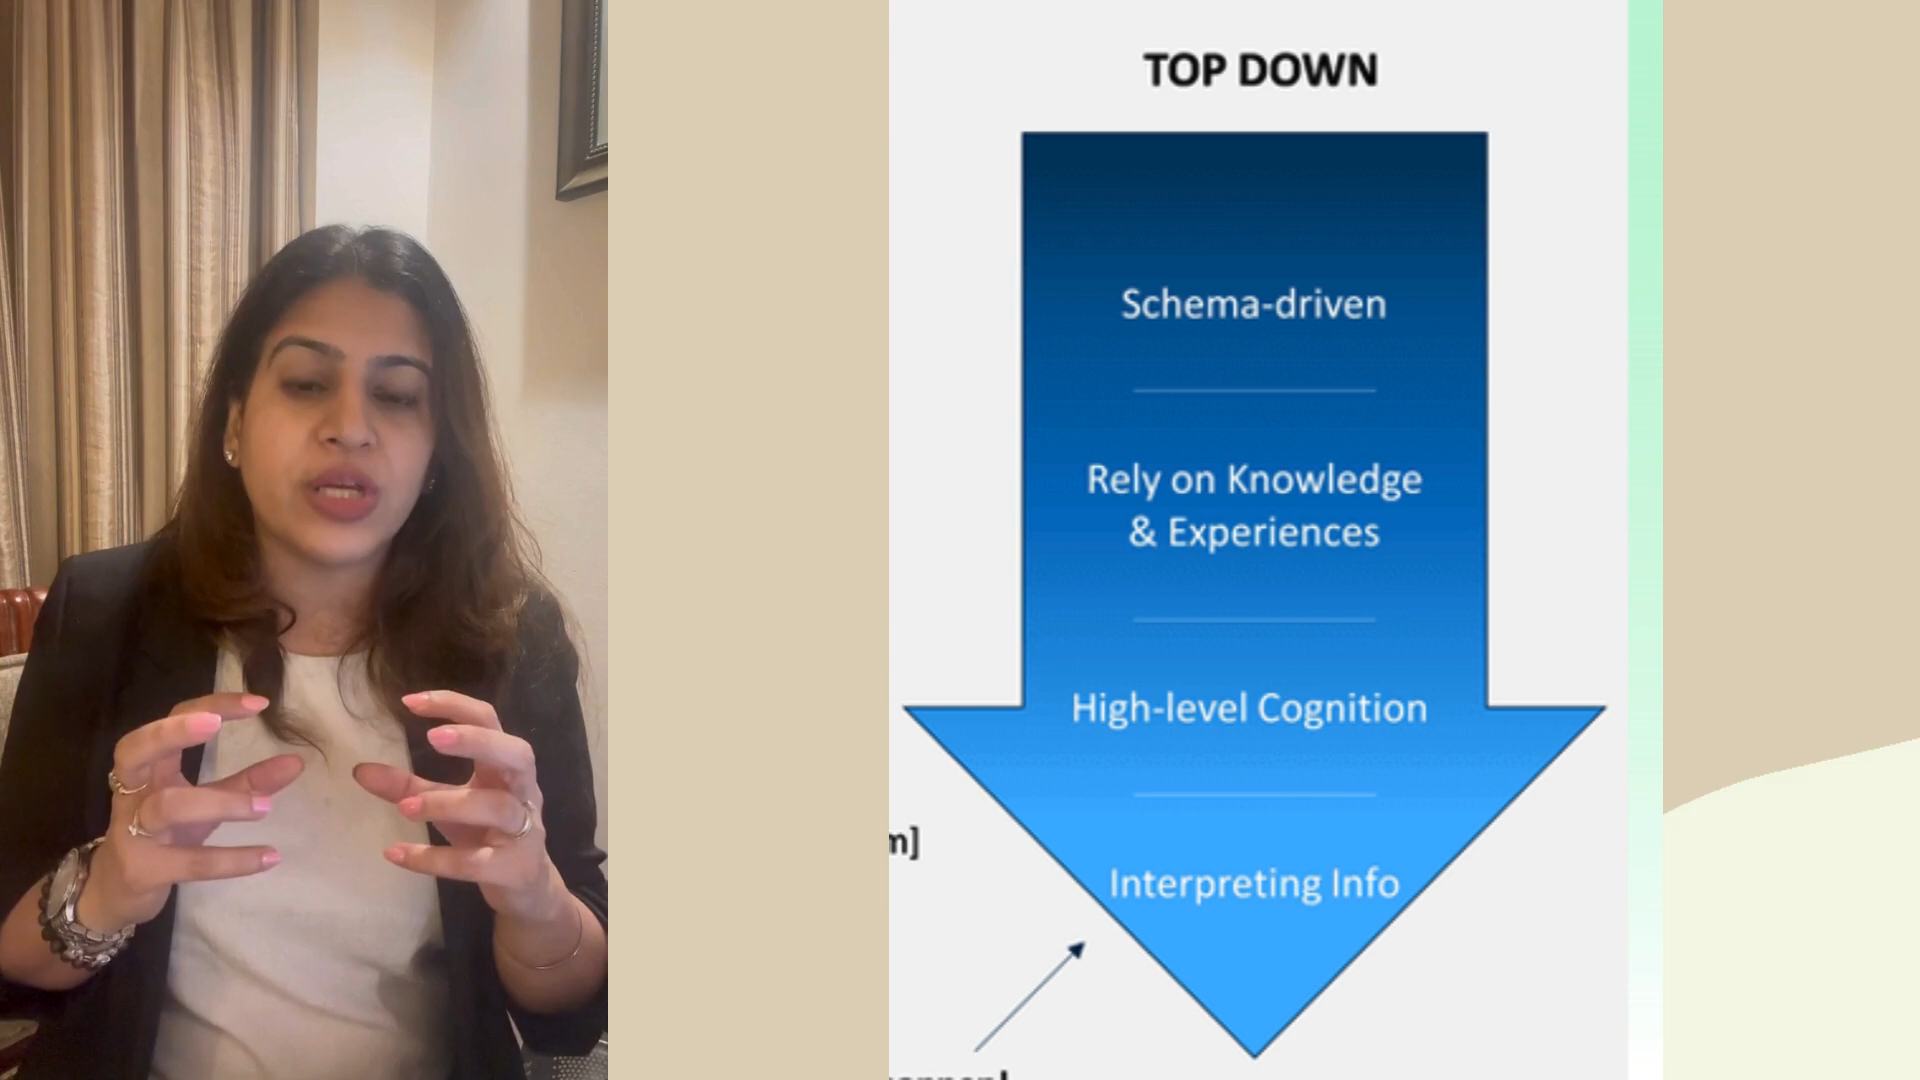 TOP DOWN
Schema-driven
Rely on Knowledge
& Experiences
High-level Cognition
m]
Interpreting Info